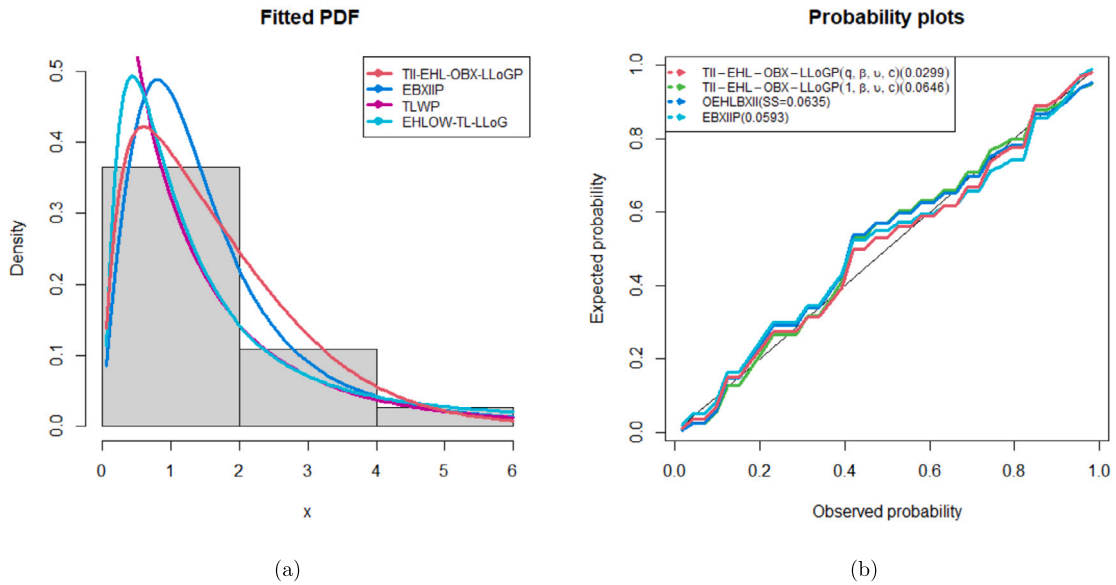 Fitted PDF
TII-EHL-OBX-LLoGP
EBXIIP
TLWP
EHLOW-TL-LLoG
Density
0.0
0.1
0.2
0.3
0.4
0.5
0
1
2
3
4
5
6
x
(a)
Probability plots
TII−EHL−OBX−LLoGP(q, β, υ, c)(0.0299)
TII−EHL−OBX−LLoGP(1, β, υ, c)(0.0646)
OEHLBXII(SS=0.0635)
EBXIIP(0.0593)
Expected probability
0.0
0.2
0.4
0.6
0.8
1.0
0.0
0.2
0.4
0.6
0.8
1.0
Observed probability
(b)